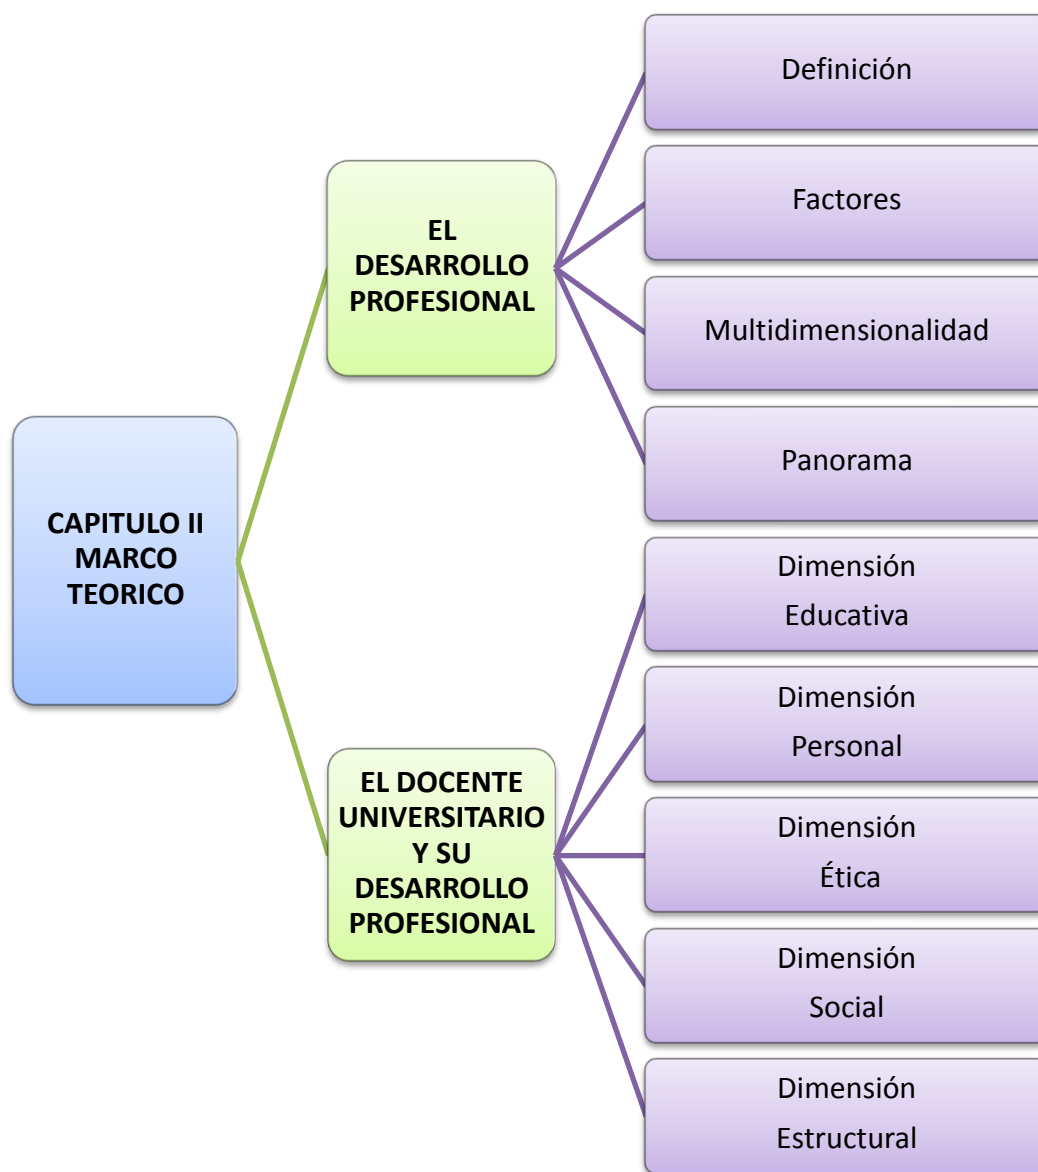 CAPITULO II
MARCO
TEORICO
EL
DESARROLLO
PROFESIONAL
Definición
Factores
Multidimensionalidad
Panorama
EL DOCENTE
UNIVERSITARIO
Y SU
DESARROLLO
PROFESIONAL
Dimensión
Educativa
Dimensión
Personal
Dimensión
Ética
Dimensión
Social
Dimensión
Estructural